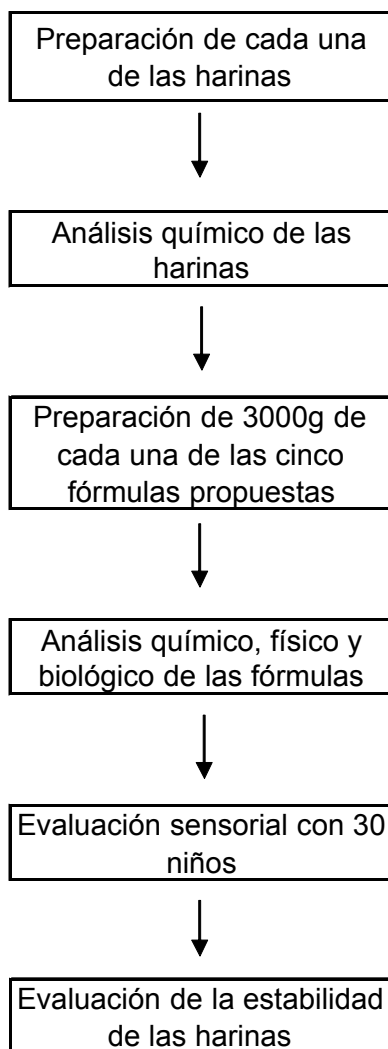 Preparación de cada una
de las harinas
Análisis químico de las
harinas
Preparación de 3000g de
cada una de las cinco
fórmulas propuestas
Análisis químico, físico y
biológico de las fórmulas
Evaluación sensorial con 30
niños
Evaluación de la estabilidad
de las harinas